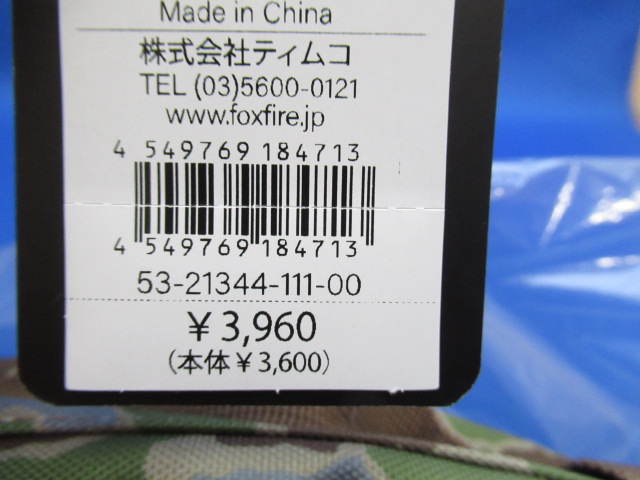 Made in China
株式会社ティムコ
TEL (03)5600-0121
www.foxfire.jp
4 549769 184713
4 549769 184713
53-21344-111-00
¥3,960
(本体¥3,600)